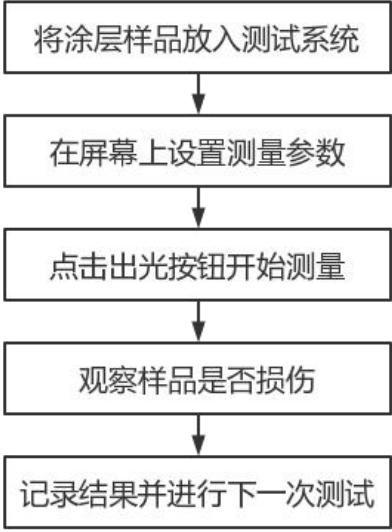 将涂层样品放入测试系统
在屏幕上设置测量参数
点击出光按钮开始测量
观察样品是否损伤
记录结果并进行下一次测试